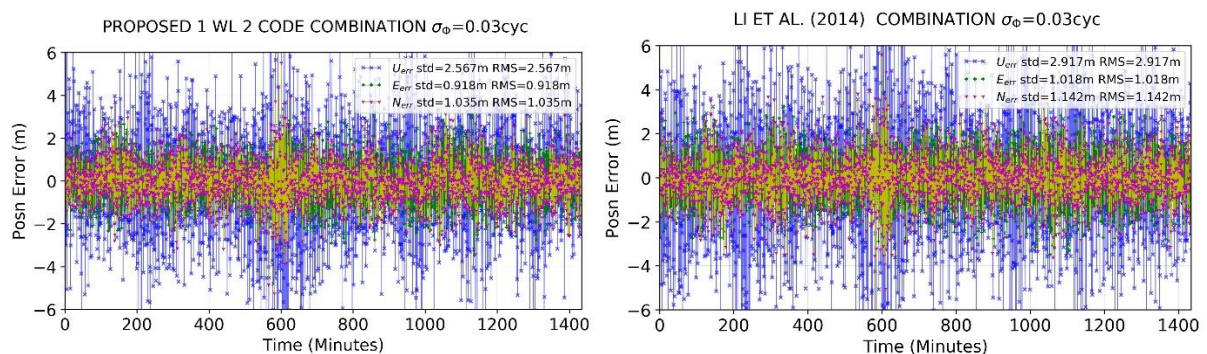 PROPOSED 1 WL 2 CODE COMBINATION σΦ=0.03cyc
Uerr std=2.567m RMS=2.567m
Eerr std=0.918m RMS=0.918m
Nerr std=1.035m RMS=1.035m
Posn Error (m)
6
4
2
0
−2
−4
−6
0 200 400 600 800 1000 1200 1400
Time (Minutes)
LI ET AL. (2014) COMBINATION σΦ=0.03cyc
Uerr std=2.917m RMS=2.917m
Eerr std=1.018m RMS=1.018m
Nerr std=1.142m RMS=1.142m
Posn Error (m)
6
4
2
0
−2
−4
−6
0 200 400 600 800 1000 1200 1400
Time (Minutes)